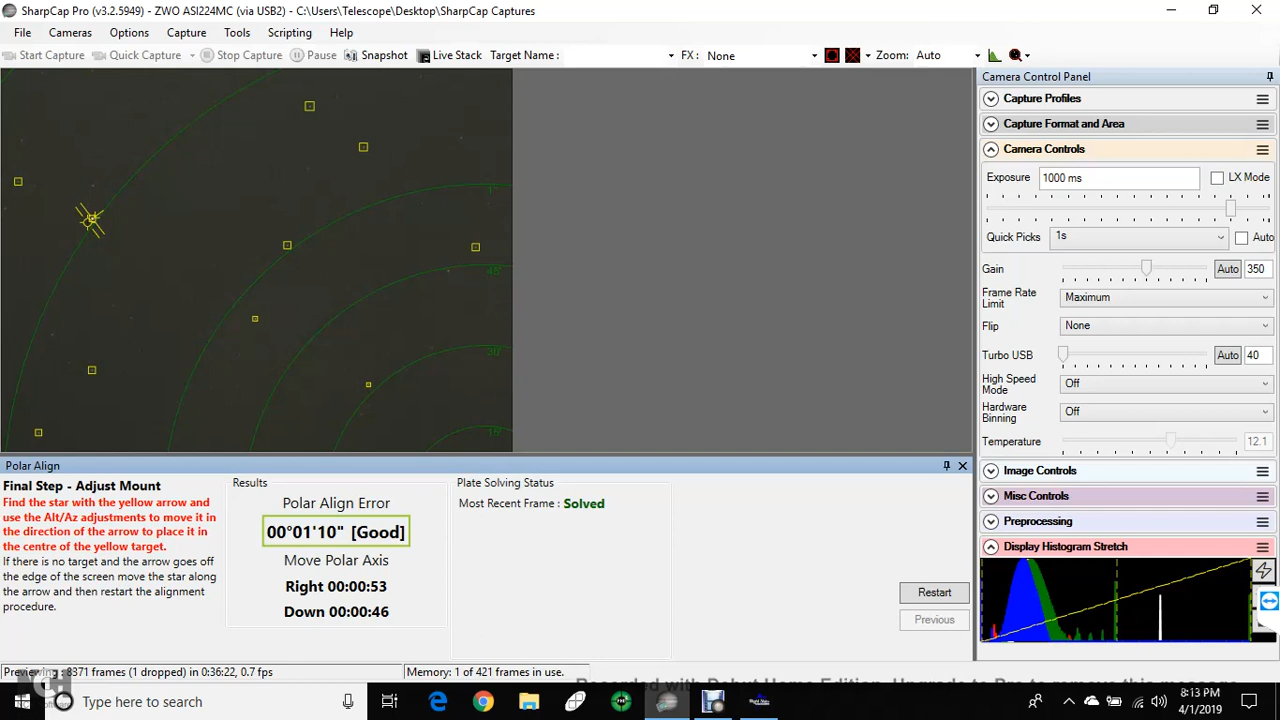 SharpCap Pro (v3.2.5949) - ZWO ASI224MC (via USB2) - C:\Users\Telescope\Desktop\SharpCap Captures
File Cameras Options Capture Tools Scripting Help
Start Capture Quick Capture Stop Capture Pause Snapshot Live Stack Target Name : FX : None Zoom: Auto
Camera Control Panel
Capture Profiles
Capture Format and Area
Camera Controls
Exposure 1000 ms LX Mode
Quick Picks 1s Auto
Gain Auto 350
Frame Rate
Limit Maximum
Flip None
Turbo USB Auto 40
High Speed
Mode Off
Hardware
Binning Off
Temperature 12.1
Image Controls
Misc Controls
Preprocessing
Display Histogram Stretch
Polar Align
Final Step - Adjust Mount
Find the star with the yellow arrow and
use the Alt/Az adjustments to move it in
the direction of the arrow to place it in
the centre of the yellow target.
If there is no target and the arrow goes off
the edge of the screen move the star along
the arrow and then restart the alignment
procedure.
Results
Polar Align Error
00°01'10" [Good]
Move Polar Axis
Right 00:00:53
Down 00:00:46
Plate Solving Status
Most Recent Frame : Solved
Restart
Previous
Previewing : 8371 frames (1 dropped) in 0:36:22, 0.7 fps
Memory: 1 of 421 frames in use.
Type here to search
8:13 PM
4/1/2019